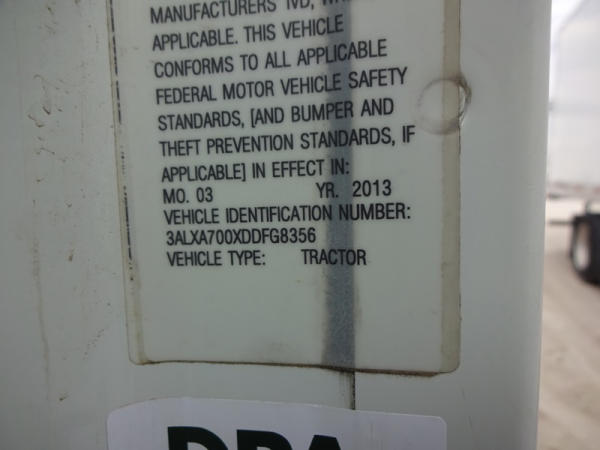 MANUFACTURERS IVD, WHERE
APPLICABLE. THIS VEHICLE
CONFORMS TO ALL APPLICABLE
FEDERAL MOTOR VEHICLE SAFETY
STANDARDS, [AND BUMPER AND
THEFT PREVENTION STANDARDS, IF
APPLICABLE] IN EFFECT IN:
MO. 03 YR. 2013
VEHICLE IDENTIFICATION NUMBER:
3ALXA700XDDFG8356
VEHICLE TYPE: TRACTOR